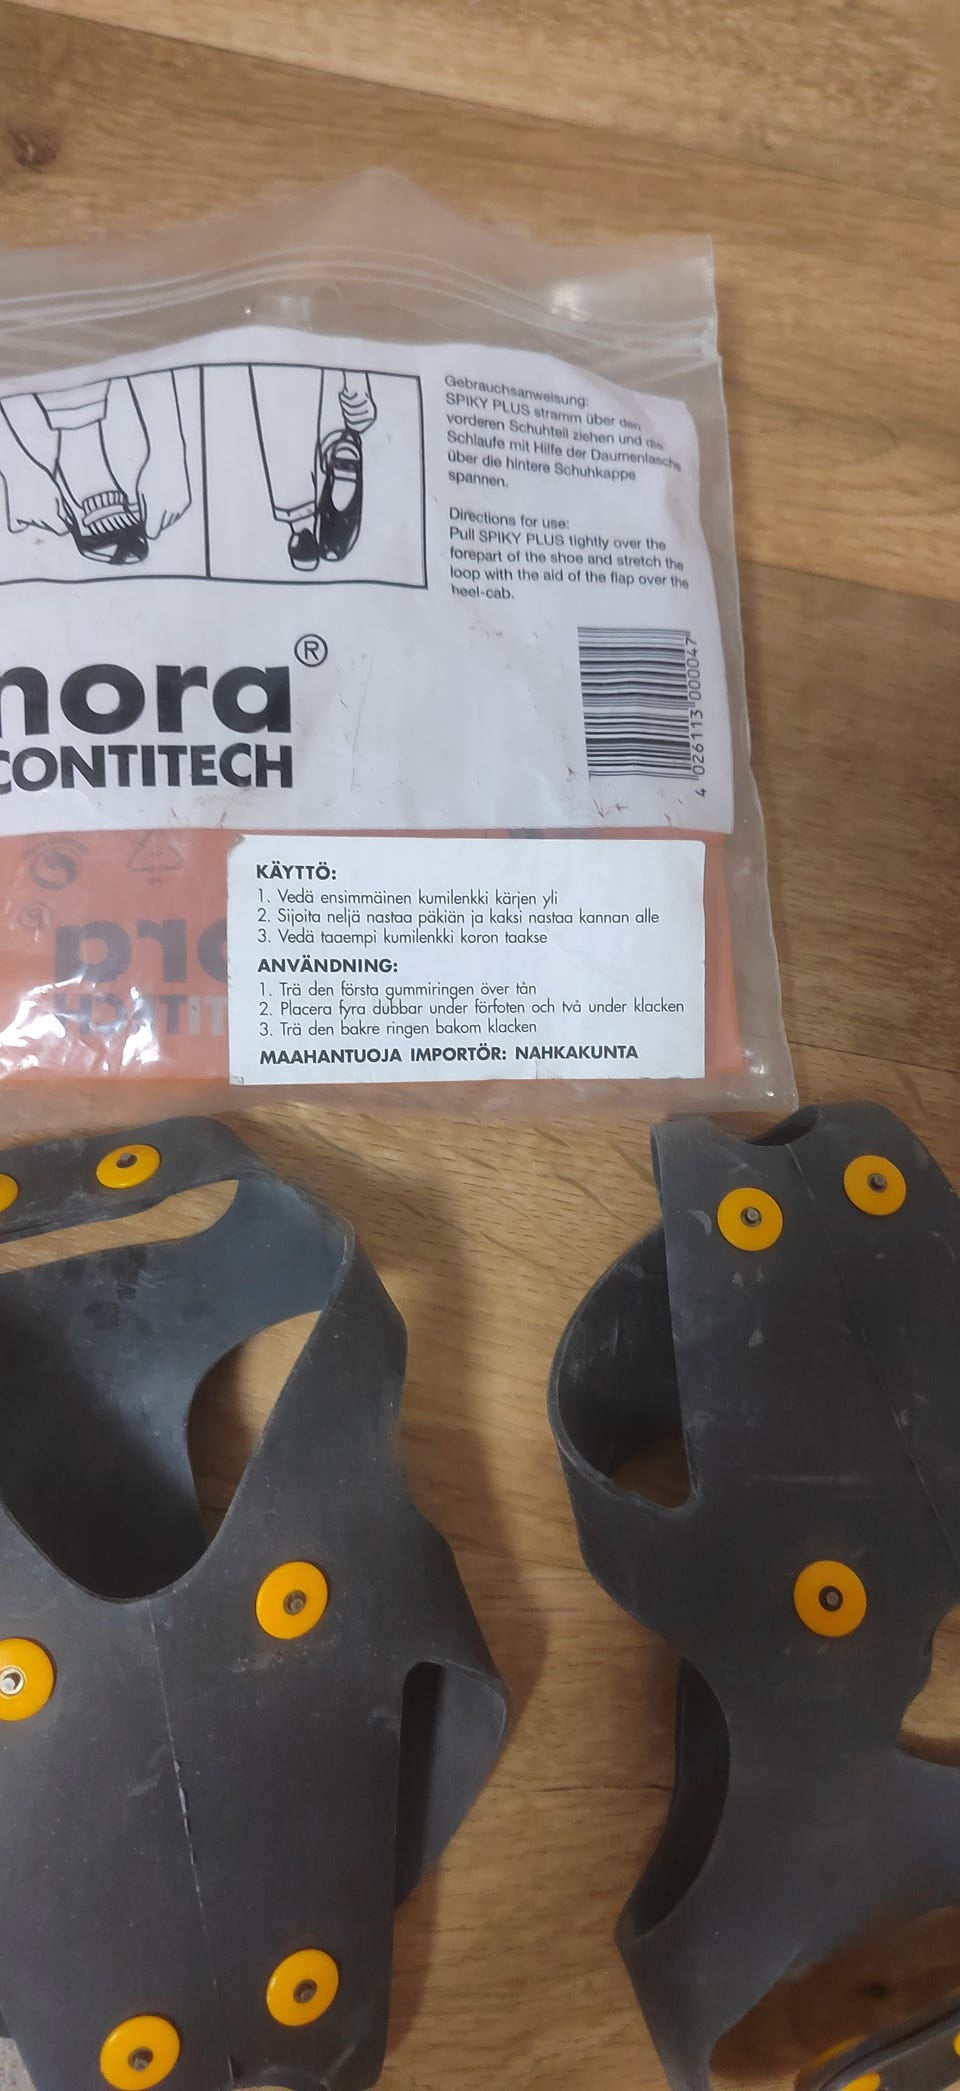 Gebrauchsanweisung:
SPIKY PLUS stramm über den
vorderen Schuhteil ziehen und die
Schlaufe mit Hilfe der Daumenlasche
über die hintere Schuhkappe
spannen.
Directions for use:
Pull SPIKY PLUS tightly over the
forepart of the shoe and stretch the
loop with the aid of the flap over the
heel-cab.
nora®
CONTITECH
4 026113 000047
KÄYTTÖ:
1. Vedä ensimmäinen kumilenkki kärjen yli
2. Sijoita neljä nastaa päkiän ja kaksi nastaa kannan alle
3. Vedä taaempi kumilenkki koron taakse
ANVÄNDNING:
1. Trä den första gummiringen över tån
2. Placera fyra dubbar under förfoten och två under klacken
3. Trä den bakre ringen bakom klacken
MAAHANTUOJA IMPORTÖR: NAHKAKUNTA